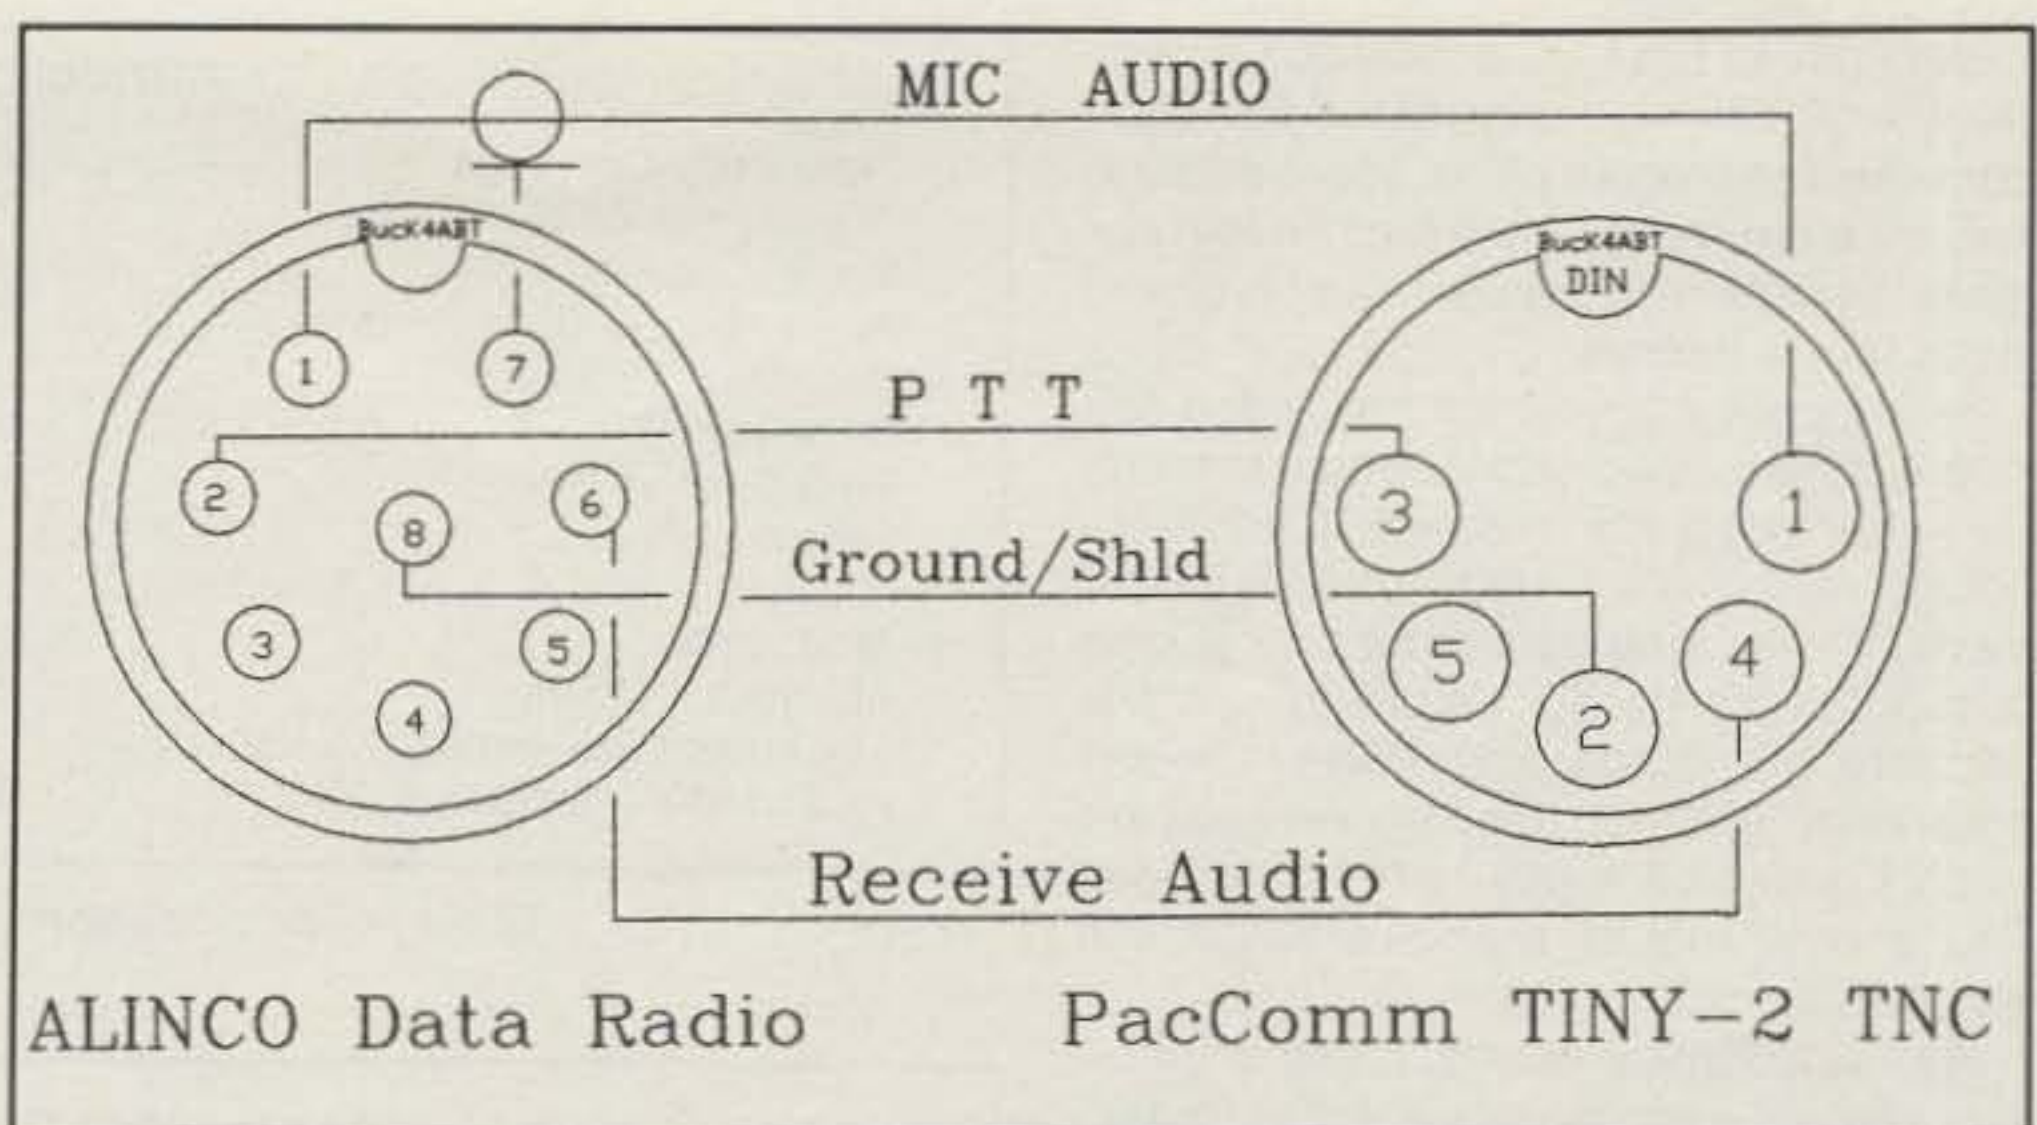 MIC AUDIO
BucK4ABT
BucK4ABT
DIN
1
7
P T T
2
8
6
3
1
Ground/Shld
3
5
4
5
4
2
Receive Audio
ALINCO Data Radio
PacComm TINY-2 TNC